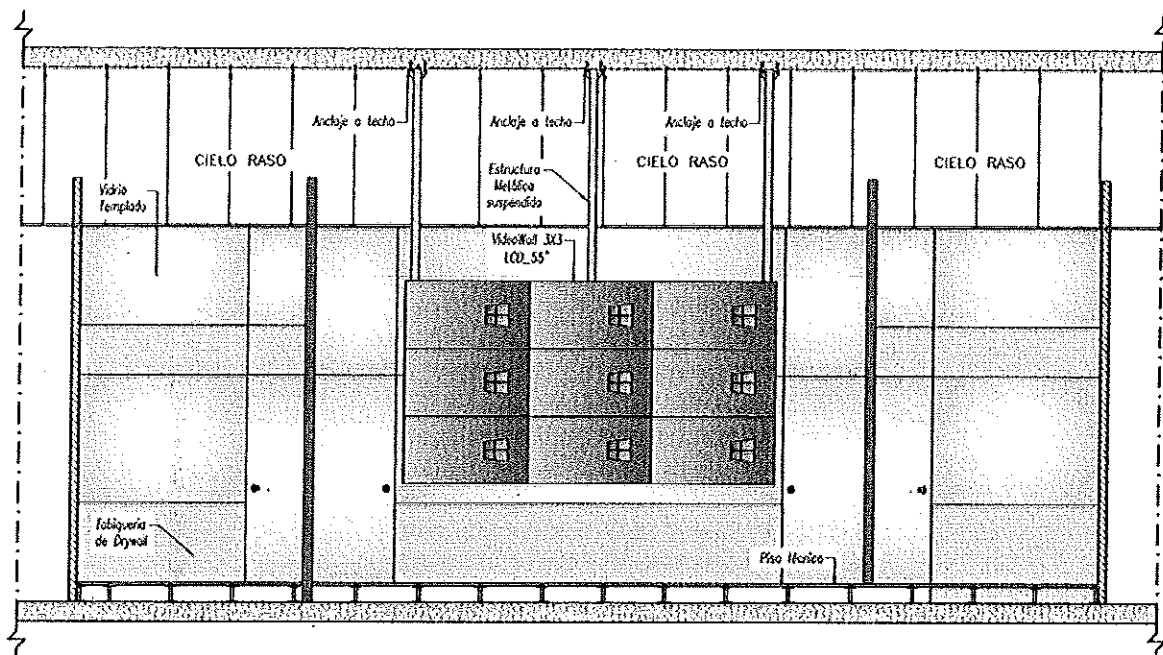 Anclaje a techo
Anclaje a techo
Anclaje a techo
CIELO RASO
CIELO RASO
CIELO RASO
Vidrio
Templado
Estructura
Metálica
suspendida
VideoWall 3X3
LCD_55"
Tabiquería
de Drywall
Piso técnico